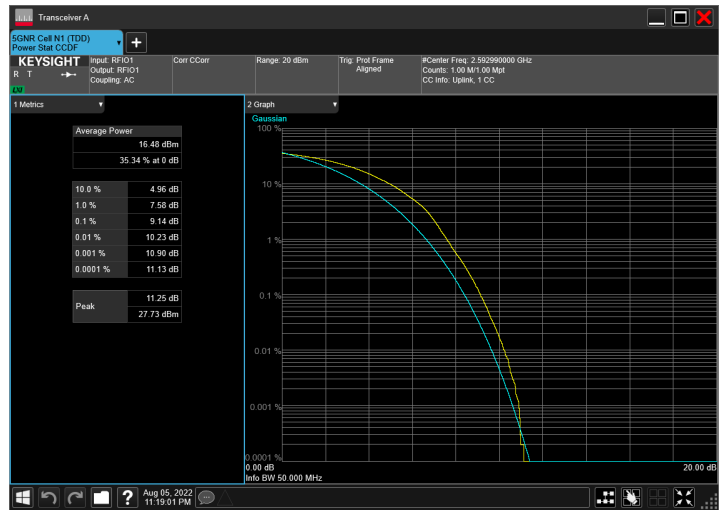 Transceiver A
5GNR Cell N1 (TDD)
Power Stat CCDF
KEYSIGHT
R T
LXI
Input: RFIO1
Output: RFIO1
Coupling: AC
Corr CCorr
Range: 20 dBm
Trig: Prot Frame
Aligned
#Center Freq: 2.592990000 GHz
Counts: 1.00 M/1.00 Mpt
CC Info: Uplink, 1 CC
1 Metrics
Average Power
16.48 dBm
35.34 % at 0 dB
10.0 % 4.96 dB
1.0 % 7.58 dB
0.1 % 9.14 dB
0.01 % 10.23 dB
0.001 % 10.90 dB
0.0001 % 11.13 dB
Peak
11.25 dB
27.73 dBm
2 Graph
Gaussian
100 %
10 %
1 %
0.1 %
0.01 %
0.001 %
0.0001 %
0.00 dB 20.00 dB
Info BW 50.000 MHz
?
Aug 05, 2022
11:19:01 PM